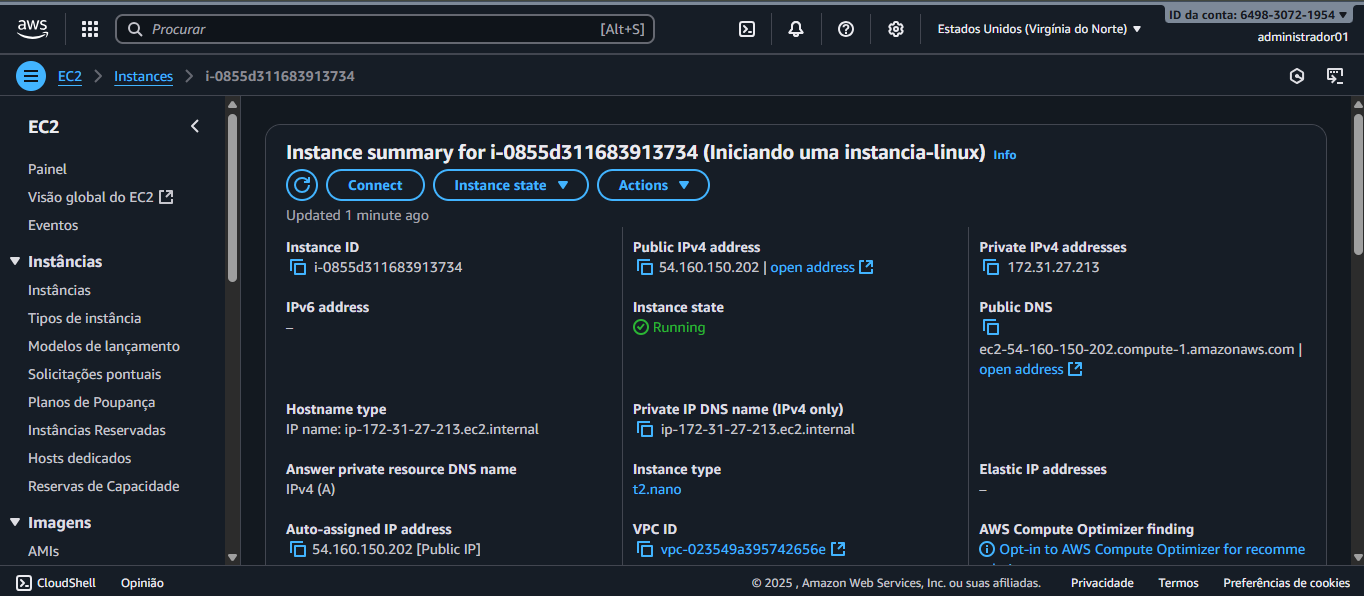 aws
Procurar [Alt+S]
Estados Unidos (Virgínia do Norte)
ID da conta: 6498-3072-1954
administrador01
EC2 Instances i-0855d311683913734
EC2
Painel
Visão global do EC2
Eventos
Instâncias
Instâncias
Tipos de instância
Modelos de lançamento
Solicitações pontuais
Planos de Poupança
Instâncias Reservadas
Hosts dedicados
Reservas de Capacidade
Imagens
AMIs
Instance summary for i-0855d311683913734 (Iniciando uma instancia-linux) Info
Connect Instance state Actions
Updated 1 minute ago
Instance ID
i-0855d311683913734
Public IPv4 address
54.160.150.202 | open address
Private IPv4 addresses
172.31.27.213
IPv6 address
–
Instance state
Running
Public DNS
ec2-54-160-150-202.compute-1.amazonaws.com |
open address
Hostname type
IP name: ip-172-31-27-213.ec2.internal
Private IP DNS name (IPv4 only)
ip-172-31-27-213.ec2.internal
Answer private resource DNS name
IPv4 (A)
Instance type
t2.nano
Elastic IP addresses
–
Auto-assigned IP address
54.160.150.202 [Public IP]
VPC ID
vpc-023549a395742656e
AWS Compute Optimizer finding
Opt-in to AWS Compute Optimizer for recomme
CloudShell Opinião © 2025 , Amazon Web Services, Inc. ou suas afiliadas. Privacidade Termos Preferências de cookies